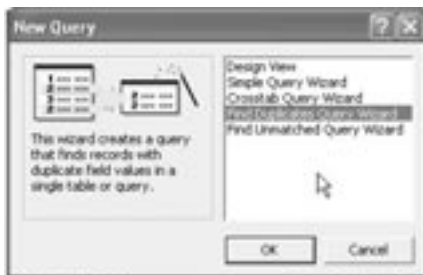 New Query
Design View
Simple Query Wizard
Crosstab Query Wizard
Find Duplicates Query Wizard
Find Unmatched Query Wizard
This wizard creates a query
that finds records with
duplicate field values in a
single table or query.
OK
Cancel